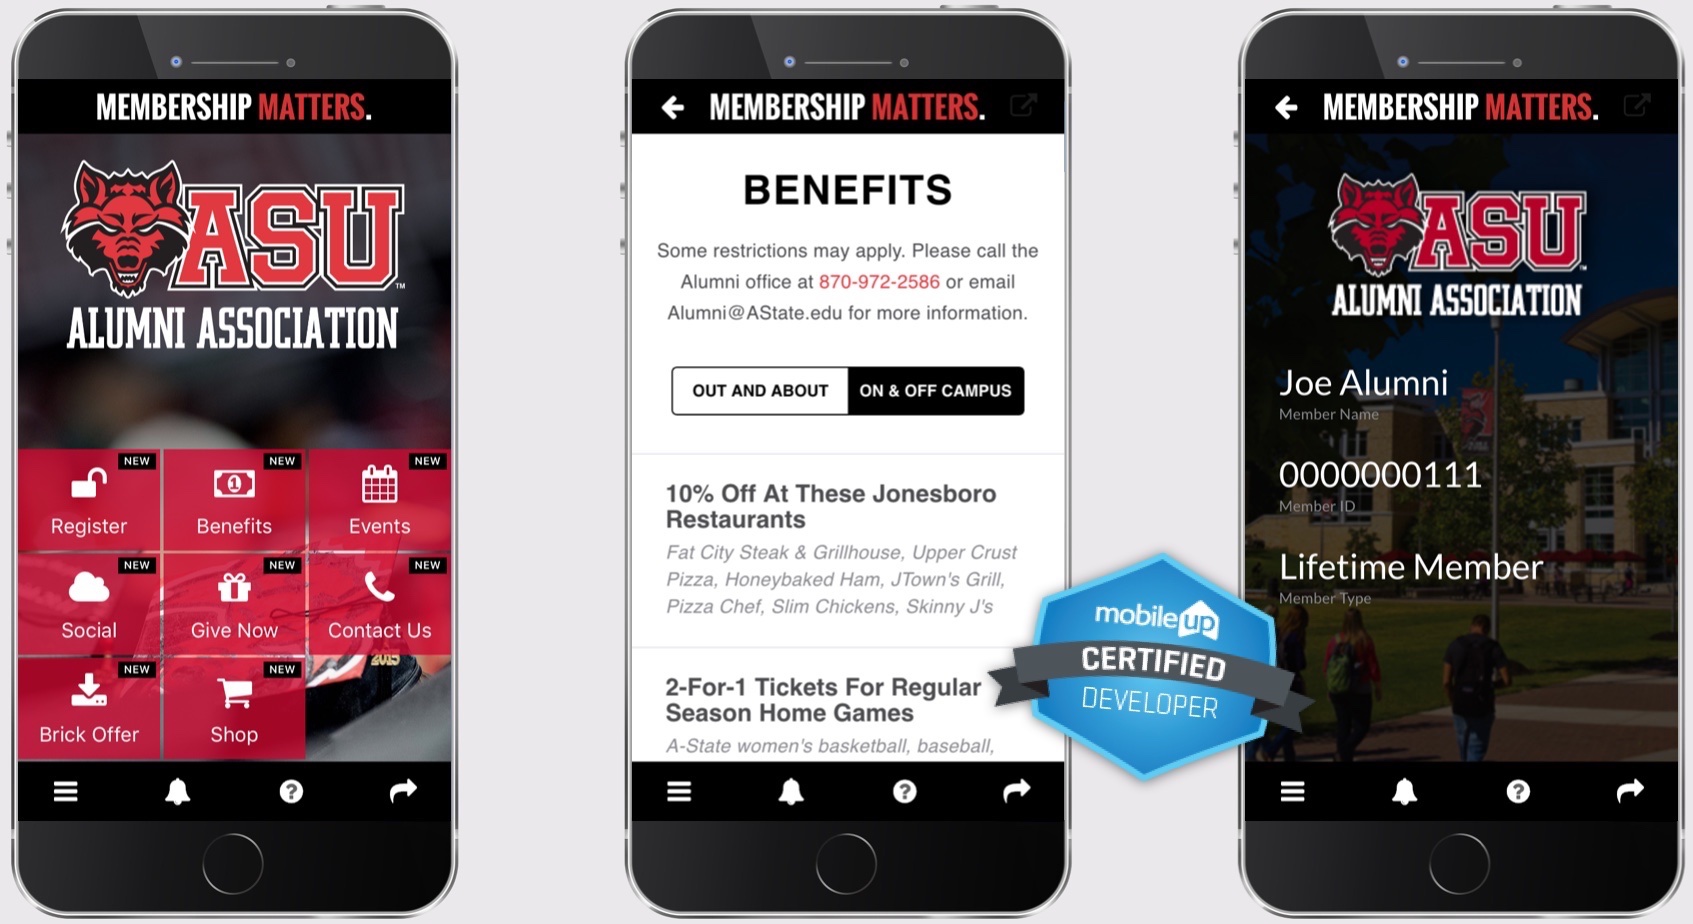 MEMBERSHIP MATTERS.
ASU
TM
ALUMNI ASSOCIATION
NEW
NEW
NEW
Register
Benefits
Events
NEW
NEW
NEW
Social
Give Now
Contact Us
2015
NEW
NEW
Brick Offer
Shop
MEMBERSHIP MATTERS.
BENEFITS
Some restrictions may apply. Please call the
Alumni office at 870-972-2586 or email
Alumni@AState.edu for more information.
OUT AND ABOUT
ON & OFF CAMPUS
10% Off At These Jonesboro
Restaurants
Fat City Steak & Grillhouse, Upper Crust
Pizza, Honeybaked Ham, JTown's Grill,
Pizza Chef, Slim Chickens, Skinny J's
2-For-1 Tickets For Regular
Season Home Games
A-State women's basketball, baseball,
mobileup
CERTIFIED
DEVELOPER
MEMBERSHIP MATTERS.
ASU
TM
ALUMNI ASSOCIATION
Joe Alumni
Member Name
0000000111
Member ID
Lifetime Member
Member Type